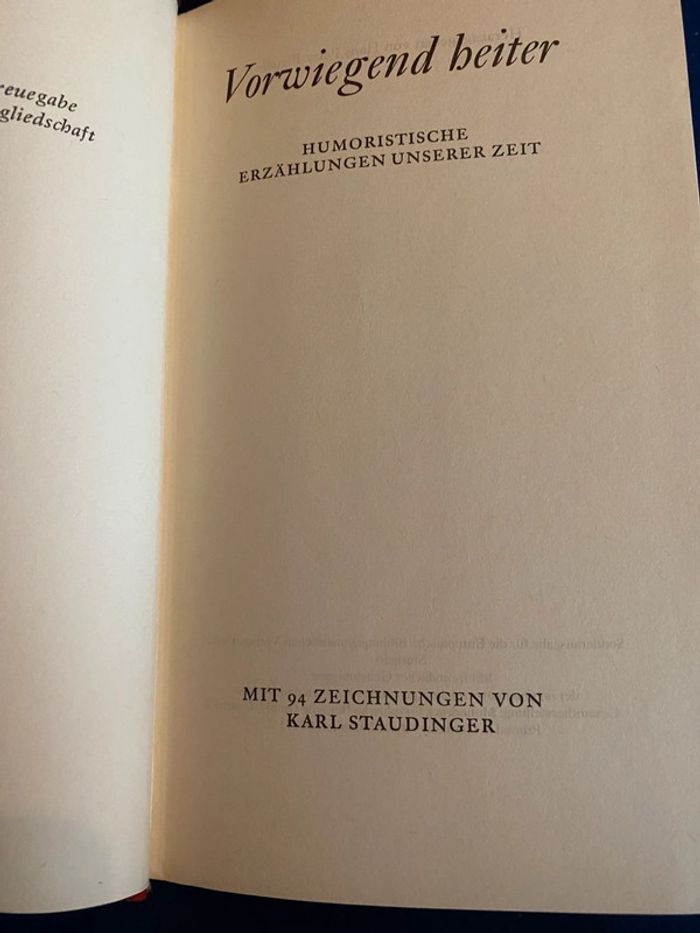 reuegabe
gliedschaft
Vorwiegend heiter
HUMORISTISCHE
ERZÄHLUNGEN UNSERER ZEIT
MIT 94 ZEICHNUNGEN VON
KARL STAUDINGER